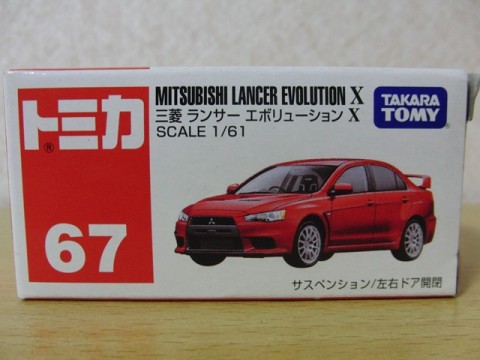 トミカ
®
67
MITSUBISHI LANCER EVOLUTION X
三菱 ランサー エボリューション X
SCALE 1/61
TAKARA
TOMY
サスペンション/左右ドア開閉